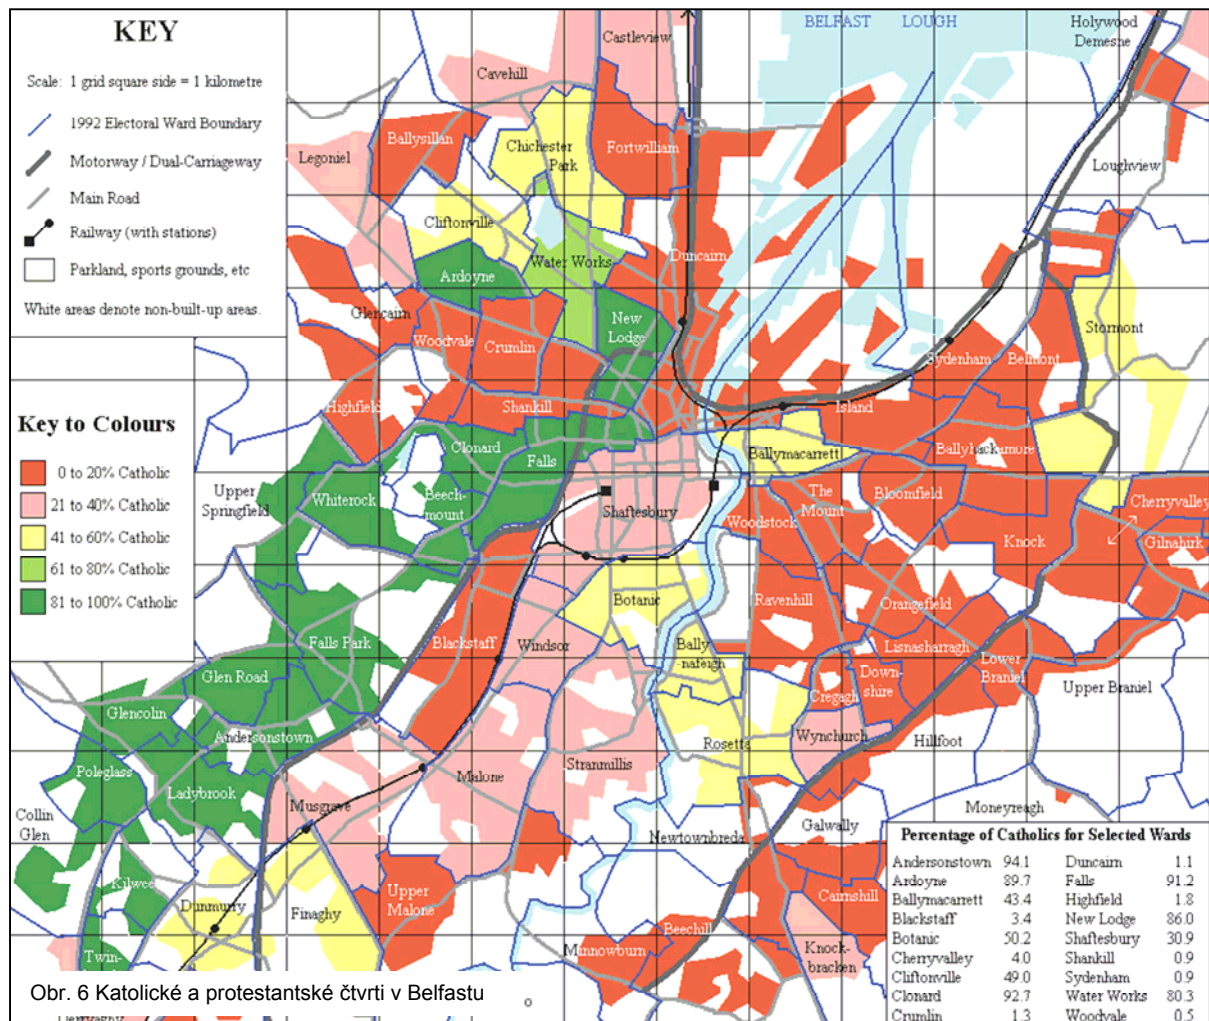 KEY
Scale: 1 grid square side = 1 kilometre
1992 Electoral Ward Boundary
Motorway / Dual-Carriageway
Main Road
Railway (with stations)
Parkland, sports grounds, etc
White areas denote non-built-up areas.
Key to Colours
0 to 20% Catholic
21 to 40% Catholic
41 to 60% Catholic
61 to 80% Catholic
81 to 100% Catholic
BELFAST LOUGH
Holywood
Demesne
Castleview
Cavehill
Ballysillan
Chichester
Park
Fortwilliam
Legoniel
Loughview
Cliftonville
Water Works
Duncairn
Ardoyne
Glencairn
New
Lodge
Stormont
Woodvale
Crumlin
Sydenham
Belmont
Highfield
Shankill
Island
Clonard
Falls
Ballymacarrett
Ballyhackamore
Upper
Springfield
Whiterock
Beech-
mount
Shaftesbury
The
Mount
Bloomfield
Cherryvalley
Woodstock
Knock
Gilnahirk
Botanic
Ravenhill
Orangefield
Falls Park
Blackstaff
Windsor
Bally
-nafeigh
Lisnasharragh
Glen Road
Down-
shire
Lower
Braniel
Upper Braniel
Cregagh
Glencolin
Andersonstown
Rosetta
Wynchurch
Hillfoot
Poleglass
Ladybrook
Malone
Stranmillis
Musgrave
Collin
Glen
Moneyreagh
Newtownbreda
Galwally
Kilwee
Dunmurry
Finaghy
Upper
Malone
Cairnshill
Beechill
Minnowburn
Knock-
bracken
Twin-
Percentage of Catholics for Selected Wards
Andersonstown 94.1 Duncairn 1.1
Ardoyne 89.7 Falls 91.2
Ballymacarrett 43.4 Highfield 1.8
Blackstaff 3.4 New Lodge 86.0
Botanic 50.2 Shaftesbury 30.9
Cherryvalley 4.0 Shankill 0.9
Cliftonville 49.0 Sydenham 0.9
Clonard 92.7 Water Works 80.3
Crumlin 1.3 Woodvale 0.5
Obr. 6 Katolické a protestantské čtvrti v Belfastu